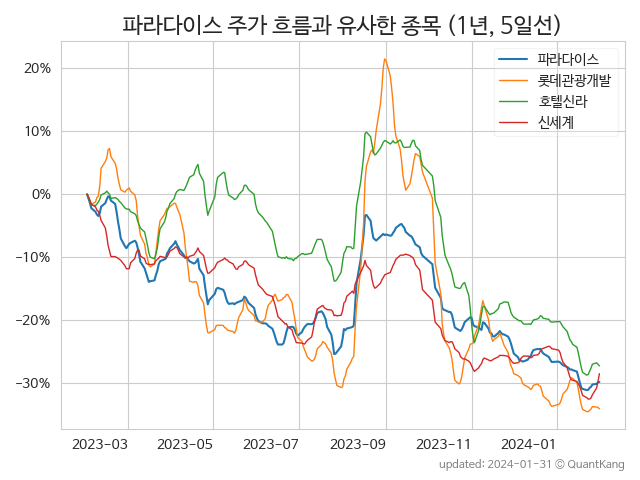 파라다이스 주가 흐름과 유사한 종목 (1년, 5일선)
파라다이스
롯데관광개발
호텔신라
신세계
20%
10%
0%
−10%
−20%
−30%
2023-03 2023-05 2023-07 2023-09 2023-11 2024-01
updated: 2024-01-31 © QuantKang